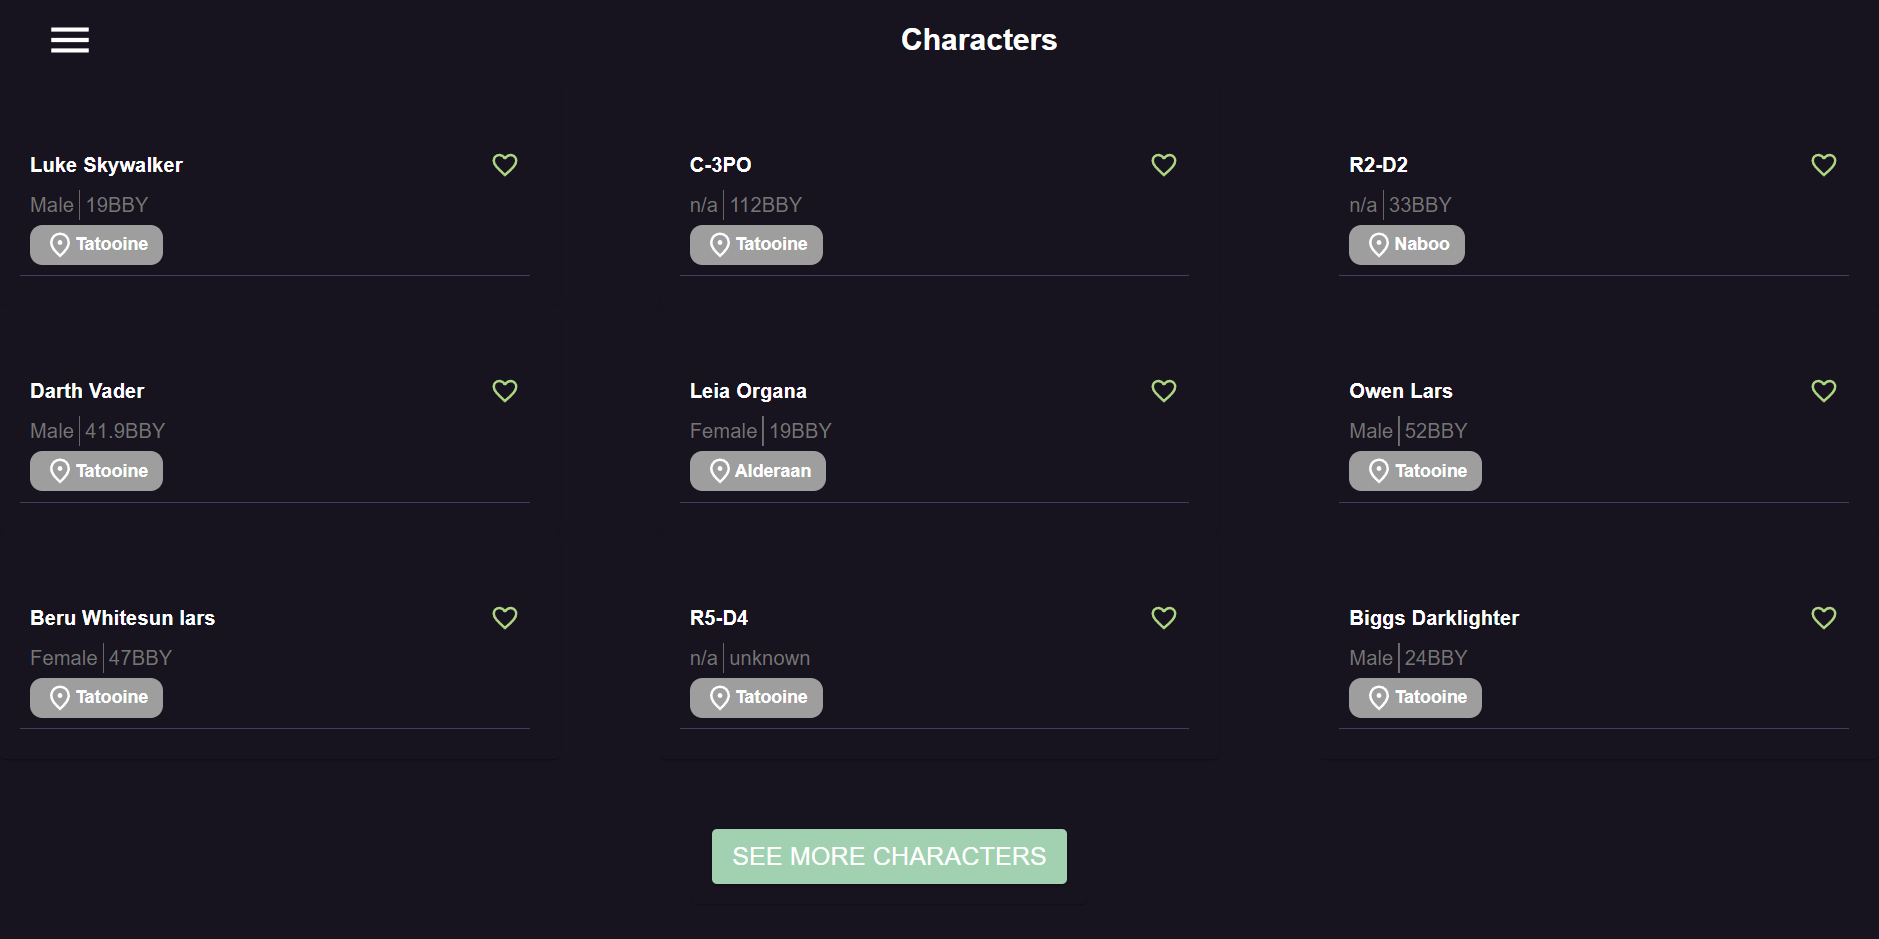 Characters
Luke Skywalker
Male 19BBY
Tatooine
C-3PO
n/a 112BBY
Tatooine
R2-D2
n/a 33BBY
Naboo
Darth Vader
Male 41.9BBY
Tatooine
Leia Organa
Female 19BBY
Alderaan
Owen Lars
Male 52BBY
Tatooine
Beru Whitesun lars
Female 47BBY
Tatooine
R5-D4
n/a unknown
Tatooine
Biggs Darklighter
Male 24BBY
Tatooine
SEE MORE CHARACTERS